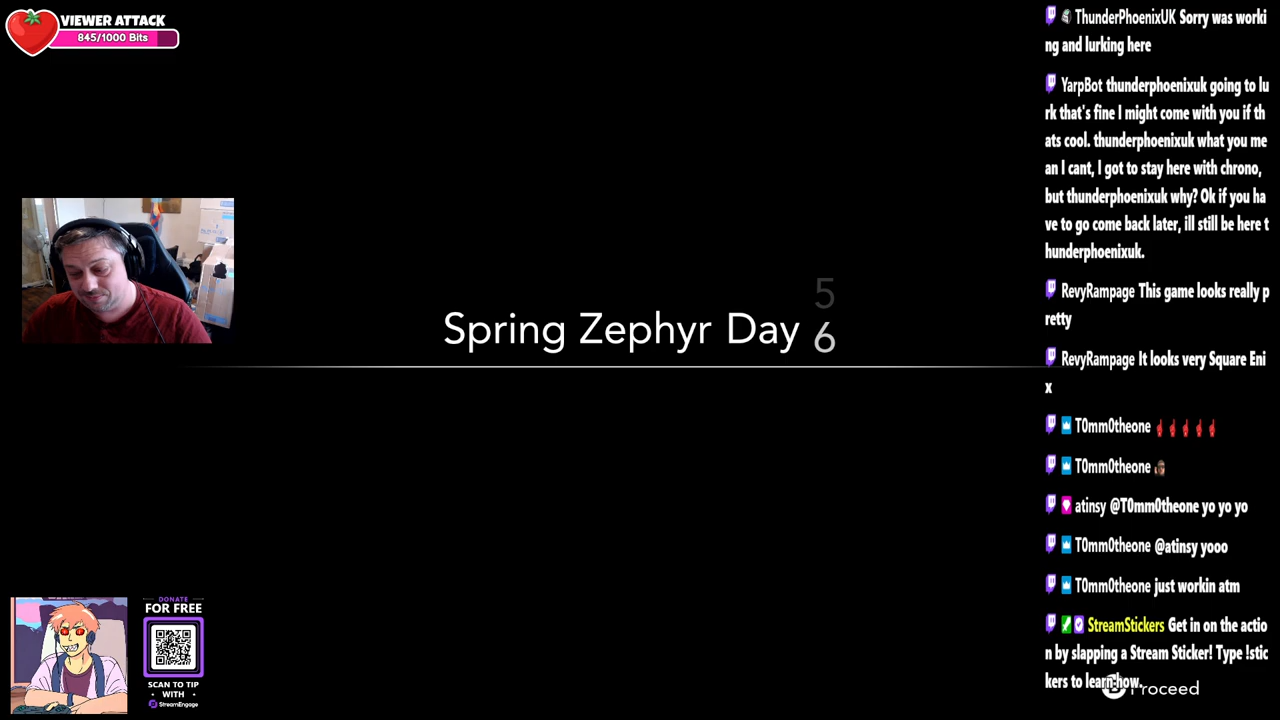 VIEWER ATTACK
845/1000 Bits
Spring Zephyr Day 5
6
DONATE
FOR FREE
SCAN TO TIP
• WITH •
StreamEngage
ThunderPhoenixUK Sorry was worki
ng and lurking here
YarpBot thunderphoenixuk going to lu
rk that's fine I might come with you if th
ats cool. thunderphoenixuk what you me
an I cant, I got to stay here with chrono,
but thunderphoenixuk why? Ok if you ha
ve to go come back later, ill still be here t
hunderphoenixuk.
RevyRampage This game looks really p
retty
RevyRampage It looks very Square Eni
x
T0mm0theone
T0mm0theone
atinsy @T0mm0theone yo yo yo
T0mm0theone @atinsy yooo
T0mm0theone just workin atm
StreamStickers Get in on the actio
n by slapping a Stream Sticker! Type !stic
kers to learn how.
Proceed